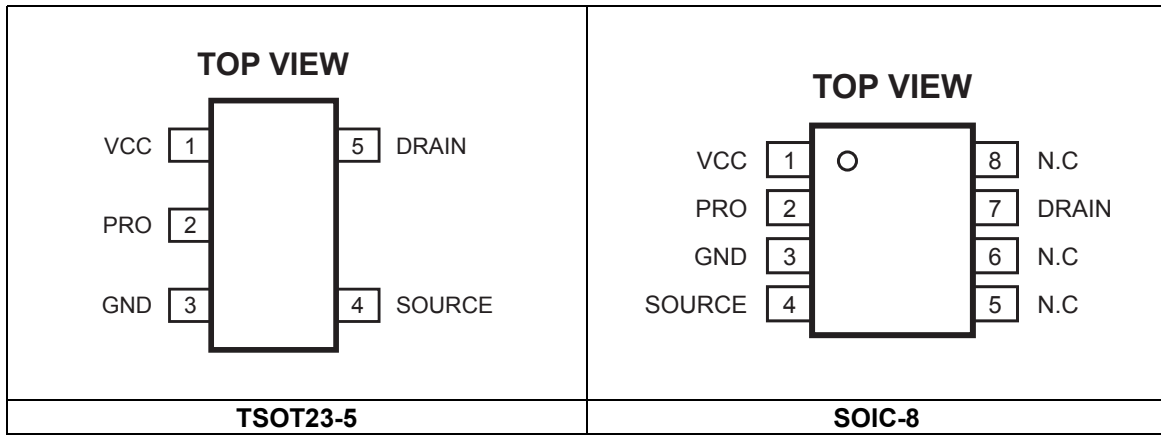 TOP VIEW
VCC 1 5 DRAIN
PRO 2
GND 3 4 SOURCE
TSOT23-5
TOP VIEW
VCC 1 8 N.C
PRO 2 7 DRAIN
GND 3 6 N.C
SOURCE 4 5 N.C
SOIC-8